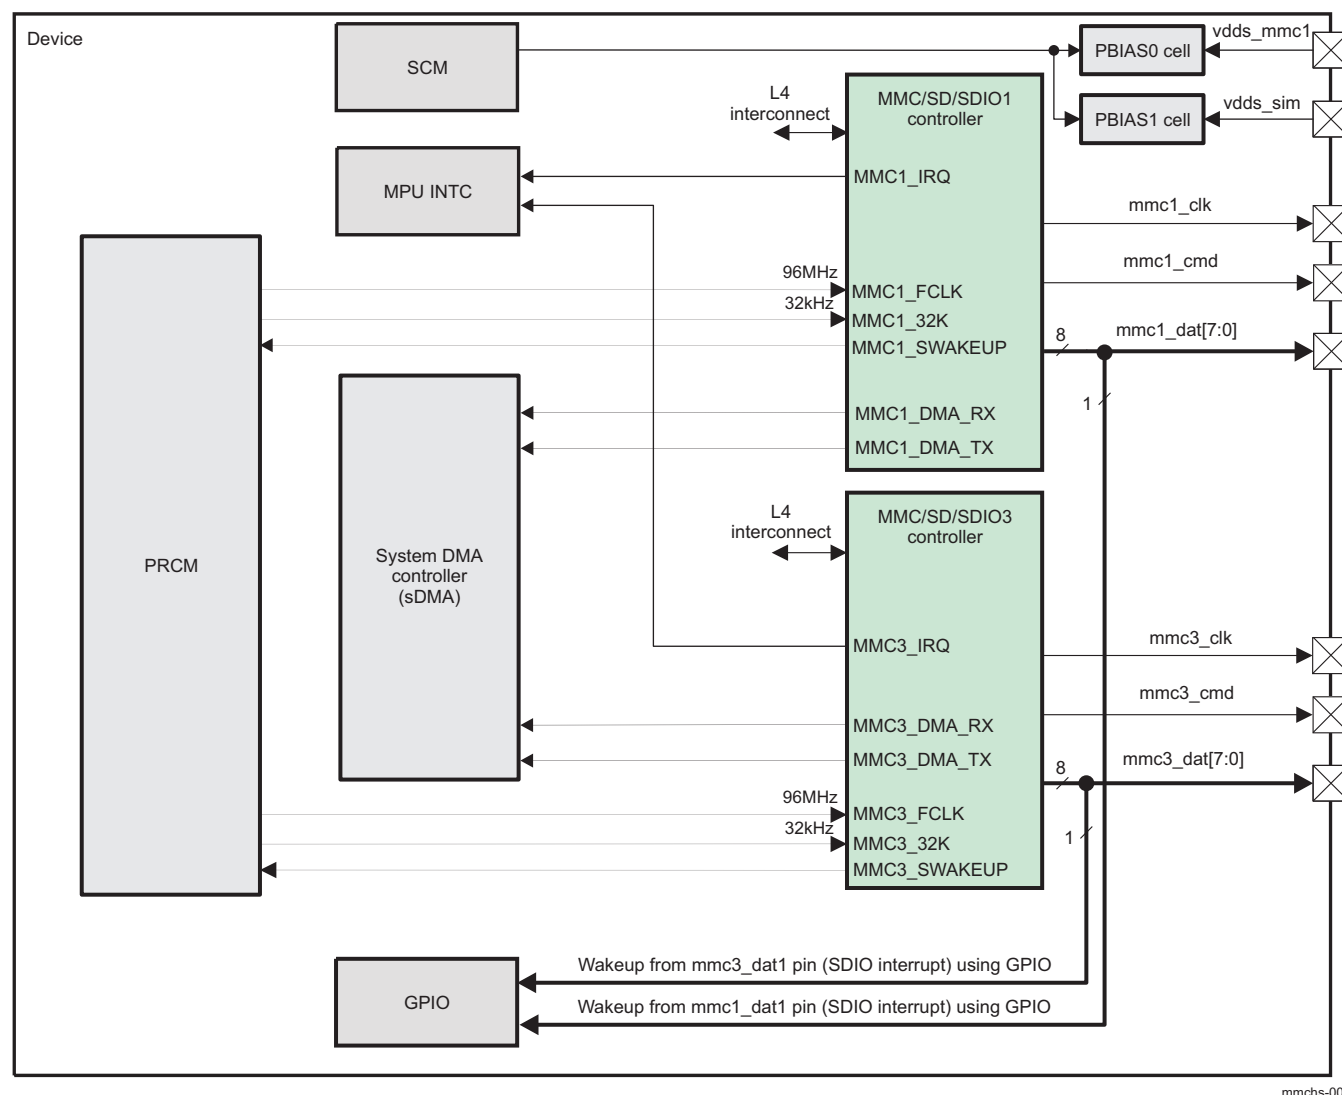 Device
SCM
PBIAS0 cell
vdds_mmc1
PBIAS1 cell
vdds_sim
L4
interconnect
MMC/SD/SDIO1
controller
MPU INTC
MMC1_IRQ
mmc1_clk
mmc1_cmd
96MHz
MMC1_FCLK
32kHz
MMC1_32K
MMC1_SWAKEUP
8
mmc1_dat[7:0]
1
MMC1_DMA_RX
MMC1_DMA_TX
L4
interconnect
MMC/SD/SDIO3
controller
PRCM
System DMA
controller
(sDMA)
MMC3_IRQ
mmc3_clk
mmc3_cmd
MMC3_DMA_RX
MMC3_DMA_TX
8
mmc3_dat[7:0]
1
96MHz
MMC3_FCLK
32kHz
MMC3_32K
MMC3_SWAKEUP
GPIO
Wakeup from mmc3_dat1 pin (SDIO interrupt) using GPIO
Wakeup from mmc1_dat1 pin (SDIO interrupt) using GPIO